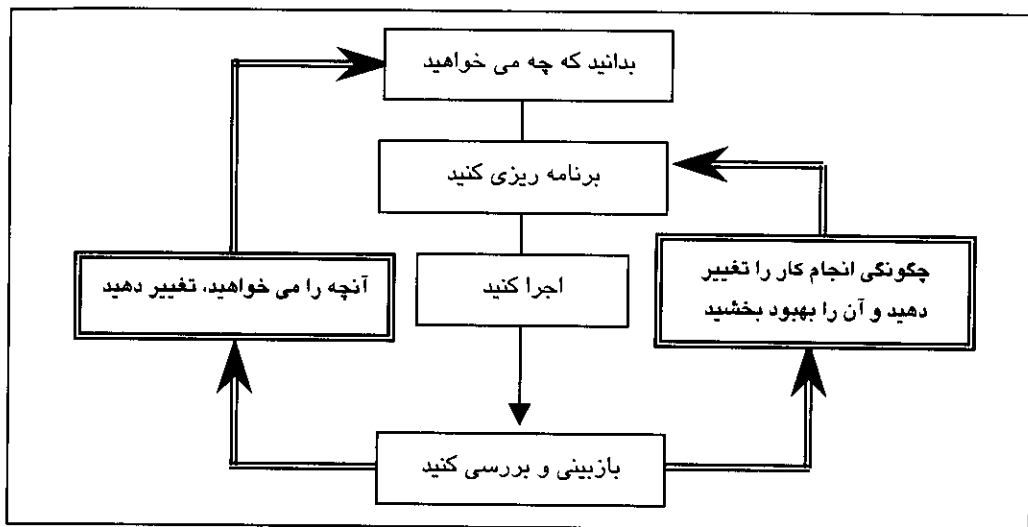 بدانید که چه می خواهید
برنامه ریزی کنید
چگونگی انجام کار را تغییر
دهید و آن را بهبود بخشید
اجرا کنید
آنچه را می خواهید، تغییر دهید
بازبینی و بررسی کنید